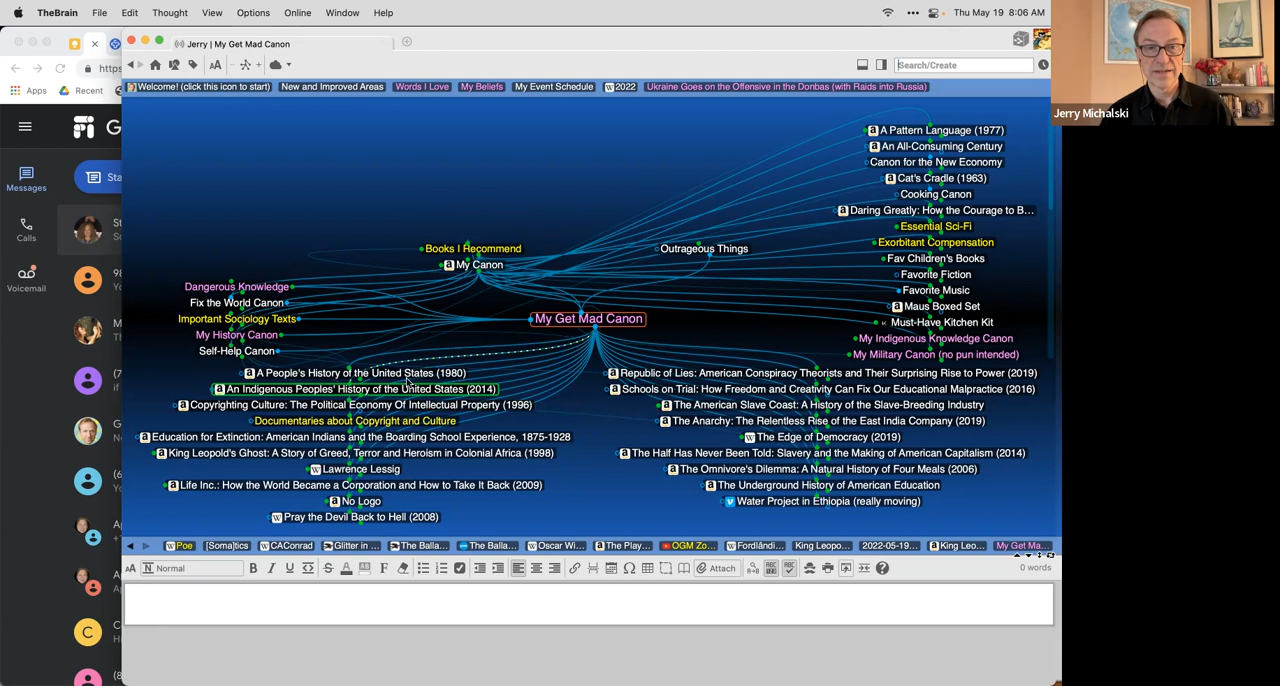 TheBrain File Edit Thought View Options Online Window Help
Thu May 19 8:06 AM
Jerry | My Get Mad Canon
https
Apps
Recent
Search/Create
Welcome! (click this icon to start) New and Improved Areas Words I Love My Beliefs My Event Schedule 2022 Ukraine Goes on the Offensive in the Donbas (with Raids into Russia)
Jerry Michalski
G
Messages
Sta
Calls
Voicemail
A Pattern Language (1977)
An All-Consuming Century
Canon for the New Economy
Cat's Cradle (1963)
Cooking Canon
Daring Greatly: How the Courage to B...
Essential Sci-Fi
Exorbitant Compensation
Fav Children's Books
Favorite Fiction
Favorite Music
Maus Boxed Set
Must-Have Kitchen Kit
My Indigenous Knowledge Canon
My Military Canon (no pun intended)
Books I Recommend
My Canon
Outrageous Things
Dangerous Knowledge
Fix the World Canon
Important Sociology Texts
My History Canon
Self-Help Canon
My Get Mad Canon
A People's History of the United States (1980)
An Indigenous Peoples' History of the United States (2014)
Copyrighting Culture: The Political Economy Of Intellectual Property (1996)
Documentaries about Copyright and Culture
Education for Extinction: American Indians and the Boarding School Experience, 1875-1928
King Leopold's Ghost: A Story of Greed, Terror and Heroism in Colonial Africa (1998)
Lawrence Lessig
Life Inc.: How the World Became a Corporation and How to Take It Back (2009)
No Logo
Pray the Devil Back to Hell (2008)
Republic of Lies: American Conspiracy Theorists and Their Surprising Rise to Power (2019)
Schools on Trial: How Freedom and Creativity Can Fix Our Educational Malpractice (2016)
The American Slave Coast: A History of the Slave-Breeding Industry
The Anarchy: The Relentless Rise of the East India Company (2019)
The Edge of Democracy (2019)
The Half Has Never Been Told: Slavery and the Making of American Capitalism (2014)
The Omnivore's Dilemma: A Natural History of Four Meals (2006)
The Underground History of American Education
Water Project in Ethiopia (really moving)
Poe [Soma]tics CAConrad Glitter in ... The Balla... The Balla... Oscar Wi... The Play... OGM Zo... Fordlândi... King Leopo... 2022-05-19... King Leo... My Get Ma...
Normal B I U S F Attach 0 words
C